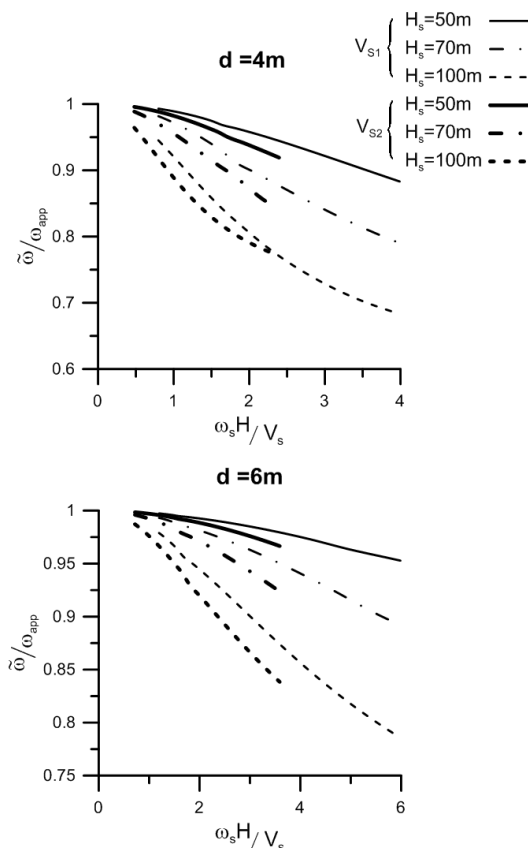 H_s=50m
V_S1 H_s=70m
H_s=100m
H_s=50m
V_S2 H_s=70m
H_s=100m
d =4m
1
0.9
0.8
0.7
0.6
ω̃/ω_app
0 1 2 3 4
ω_sH/V_s
d =6m
1
0.95
0.9
0.85
0.8
0.75
ω̃/ω_app
0 2 4 6
ω_sH/V_s